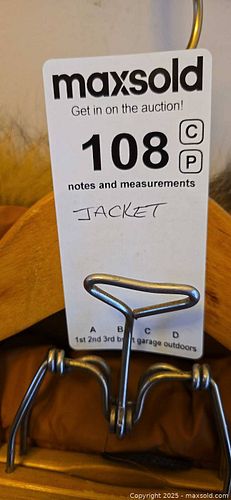 maxsold
Get in on the auction!
108 C
P
notes and measurements
JACKET
A B C D
1st 2nd 3rd garage outdoors
Copyright © 2025 - maxsold.com